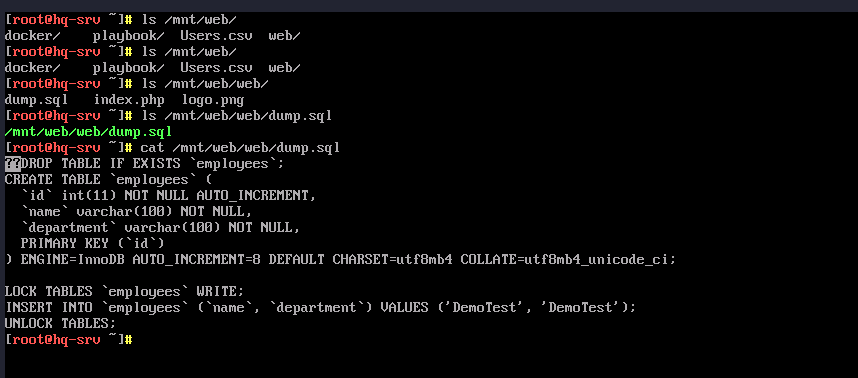 [root@hq-srv ~]# ls /mnt/web/
docker/    playbook/  Users.csv  web/
[root@hq-srv ~]# ls /mnt/web/
docker/    playbook/  Users.csv  web/
[root@hq-srv ~]# ls /mnt/web/web/
dump.sql   index.php  logo.png
[root@hq-srv ~]# ls /mnt/web/web/dump.sql
/mnt/web/web/dump.sql
[root@hq-srv ~]# cat /mnt/web/web/dump.sql
??DROP TABLE IF EXISTS `employees`;
CREATE TABLE `employees` (
  `id` int(11) NOT NULL AUTO_INCREMENT,
  `name` varchar(100) NOT NULL,
  `department` varchar(100) NOT NULL,
  PRIMARY KEY (`id`)
) ENGINE=InnoDB AUTO_INCREMENT=8 DEFAULT CHARSET=utf8mb4 COLLATE=utf8mb4_unicode_ci;

LOCK TABLES `employees` WRITE;
INSERT INTO `employees` (`name`, `department`) VALUES ('DemoTest', 'DemoTest');
UNLOCK TABLES;
[root@hq-srv ~]#